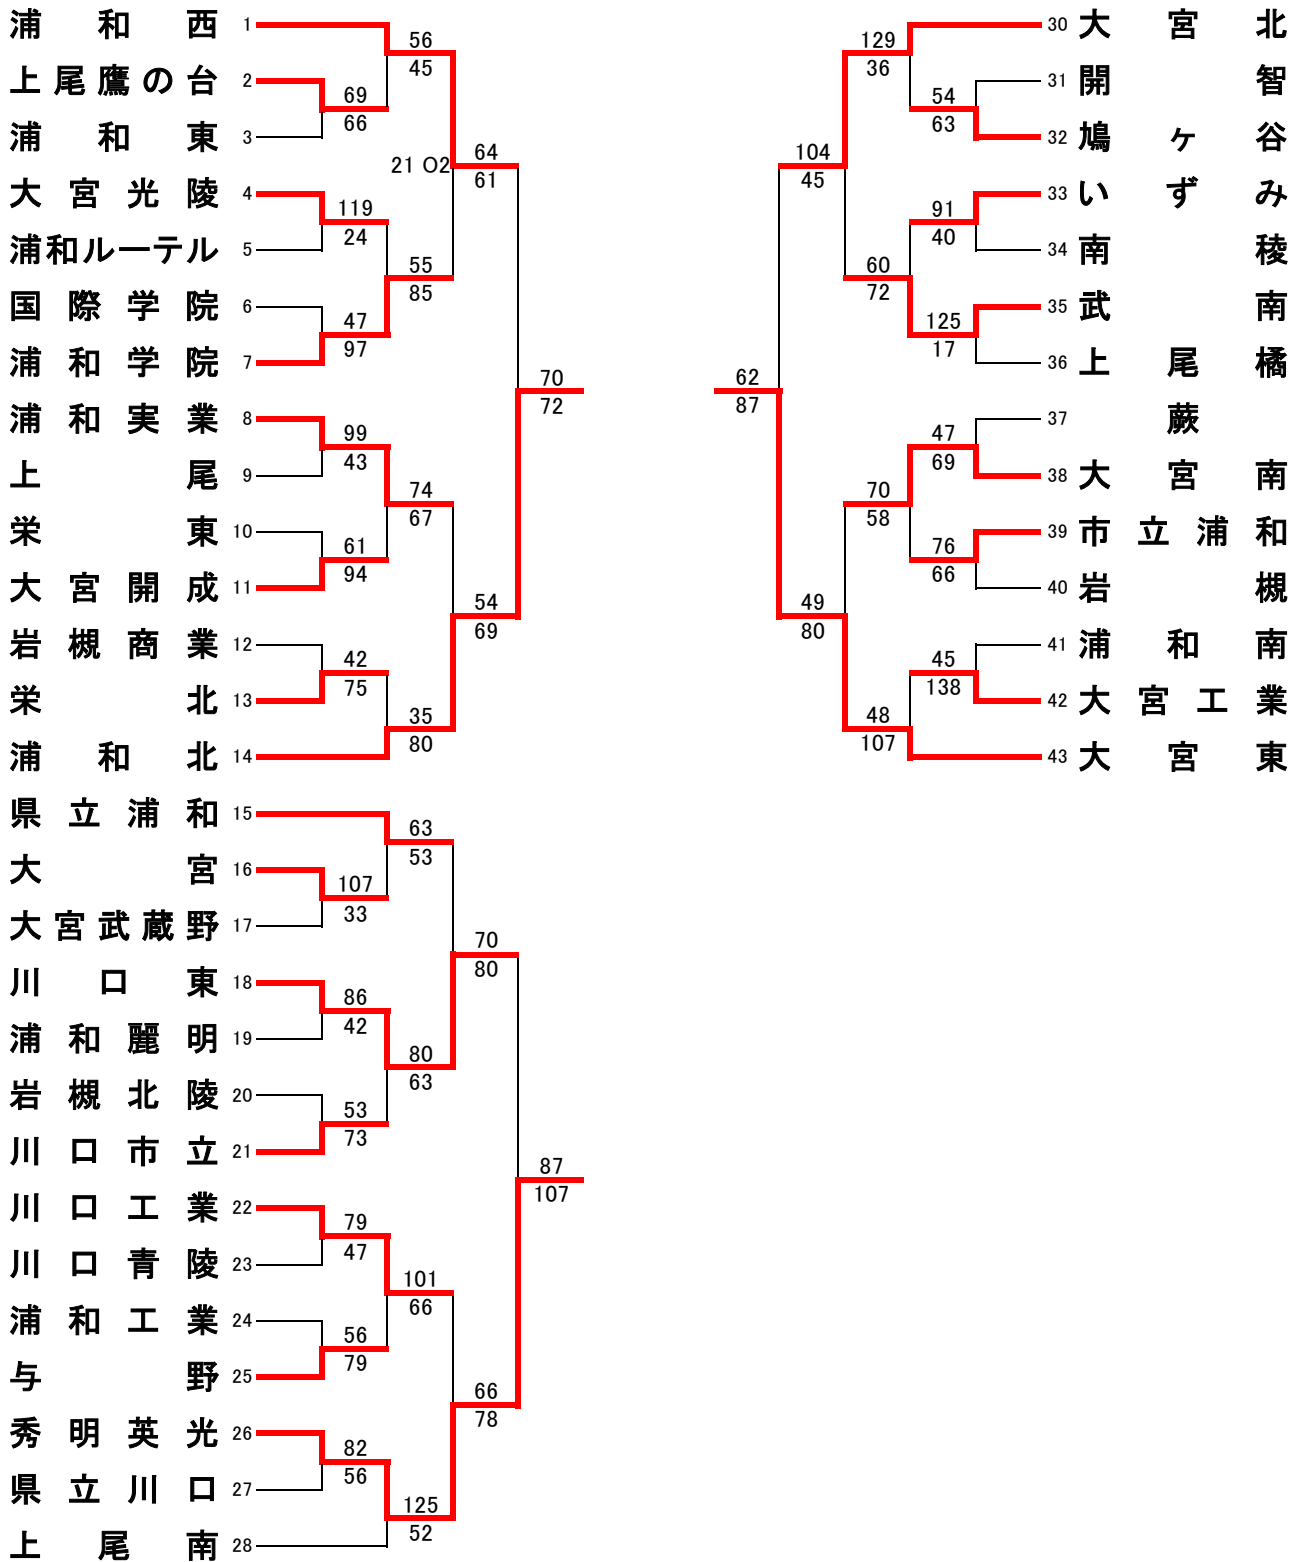 浦和西 1
上尾鷹の台 2
浦和東 3
大宮光陵 4
浦和ルーテル 5
国際学院 6
浦和学院 7
浦和実業 8
上尾 9
栄東 10
大宮開成 11
岩槻商業 12
栄北 13
浦和北 14
県立浦和 15
大宮 16
大宮武蔵野 17
川口東 18
浦和麗明 19
岩槻北陵 20
川口市立 21
川口工業 22
川口青陵 23
浦和工業 24
与野 25
秀明英光 26
県立川口 27
上尾南 28
69
66
119
24
47
97
99
43
61
94
42
75
107
33
86
42
53
73
79
47
56
79
82
56
56
45
55
85
74
67
35
80
63
53
80
63
101
66
125
52
21 O2
64
61
54
69
70
80
66
78
70
72
87
107
62
87
104
45
49
80
129
36
60
72
70
58
48
107
54
63
91
40
125
17
47
69
76
66
45
138
30 大宮北
31 開智
32 鳩ヶ谷
33 いずみ
34 南稜
35 武南
36 上尾橘
37 蕨
38 大宮南
39 市立浦和
40 岩槻
41 浦和南
42 大宮工業
43 大宮東